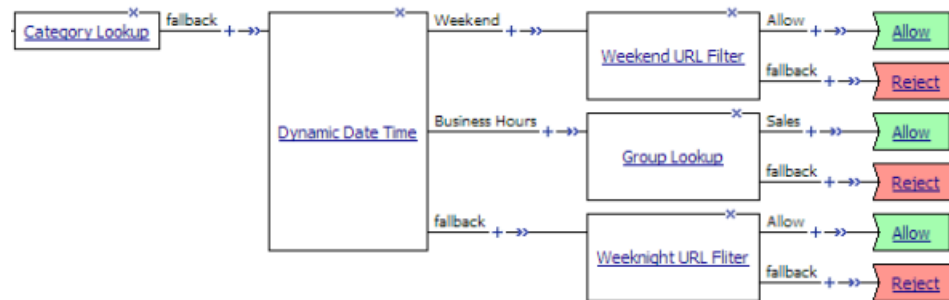 Category Lookup
fallback
Dynamic Date Time
Weekend
Weekend URL Filter
Allow
Allow
fallback
Reject
Business Hours
Group Lookup
Sales
Allow
fallback
Reject
fallback
Weeknight URL Fliter
Allow
Allow
fallback
Reject